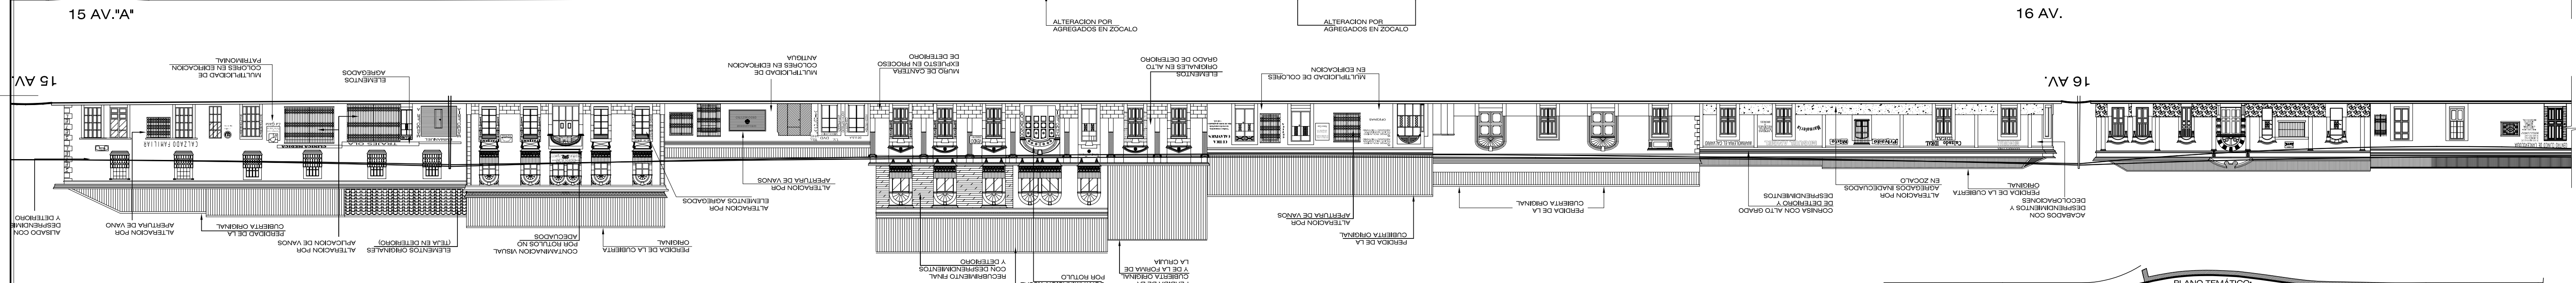 15 AV."A"
ALTERACION POR
AGREGADOS EN ZOCALO
ALTERACION POR
AGREGADOS EN ZOCALO
16 AV.
15 AV.
MULTIPLICIDAD DE
COLORES EN EDIFICACION
PATRIMONIAL
ELEMENTOS
AGREGADOS
MULTIPLICIDAD DE
COLORES EN EDIFICACION
ANTIGUA
MURO DE CANTERA
EXPUESTO EN PROCESO
DE DETERIORO
ELEMENTOS
ORIGINALES EN ALTO
GRADO DE DETERIORO
MULTIPLICIDAD DE COLORES
EN EDIFICACION
16 AV.
CALZADO FAMILIAR
Calzado
IDEAL
Privado
ALISADO CON
Y DETERIORO
ALTERACION POR
APERTURA DE VANO
PERDIDAD DE LA
CUBIERTA ORIGINAL
ALTERACION POR
APLICACION DE VANOS
ELEMENTOS ORIGINALES
(TEJA EN DETERIORO)
CONTAMINACION VISUAL
POR ROTULOS NO
ADECUADOS
PERDIDA DE LA CUBIERTA
ORIGINAL
ALTERACION POR
ELEMENTOS AGREGADOS
ALTERACION POR
APERTURA DE VANOS
RECUBRIMIENTO FINAL
CON DESPRENDIMIENTOS
Y DETERIORO
POR ROTULO
CUBIERTA ORIGINAL
Y DE LA FORMA DE
LA CRUJIA
ALTERACION POR
APERTURA DE VANOS
PERDIDA DE LA
CUBIERTA ORIGINAL
PERDIDA DE LA
CUBIERTA ORIGINAL
CORNISA CON ALTO GRADO
DE DETERIORO Y
DESPRENDIMIENTOS
ALTERACION POR
AGREGADOS INADECUADOS
EN ZOCALO
PERDIDA DE LA CUBIERTA
ORIGINAL
ACABADOS CON
DESPRENDIMIENTOS Y
DECOLORACIONES
PLANO TEMÁTICO: